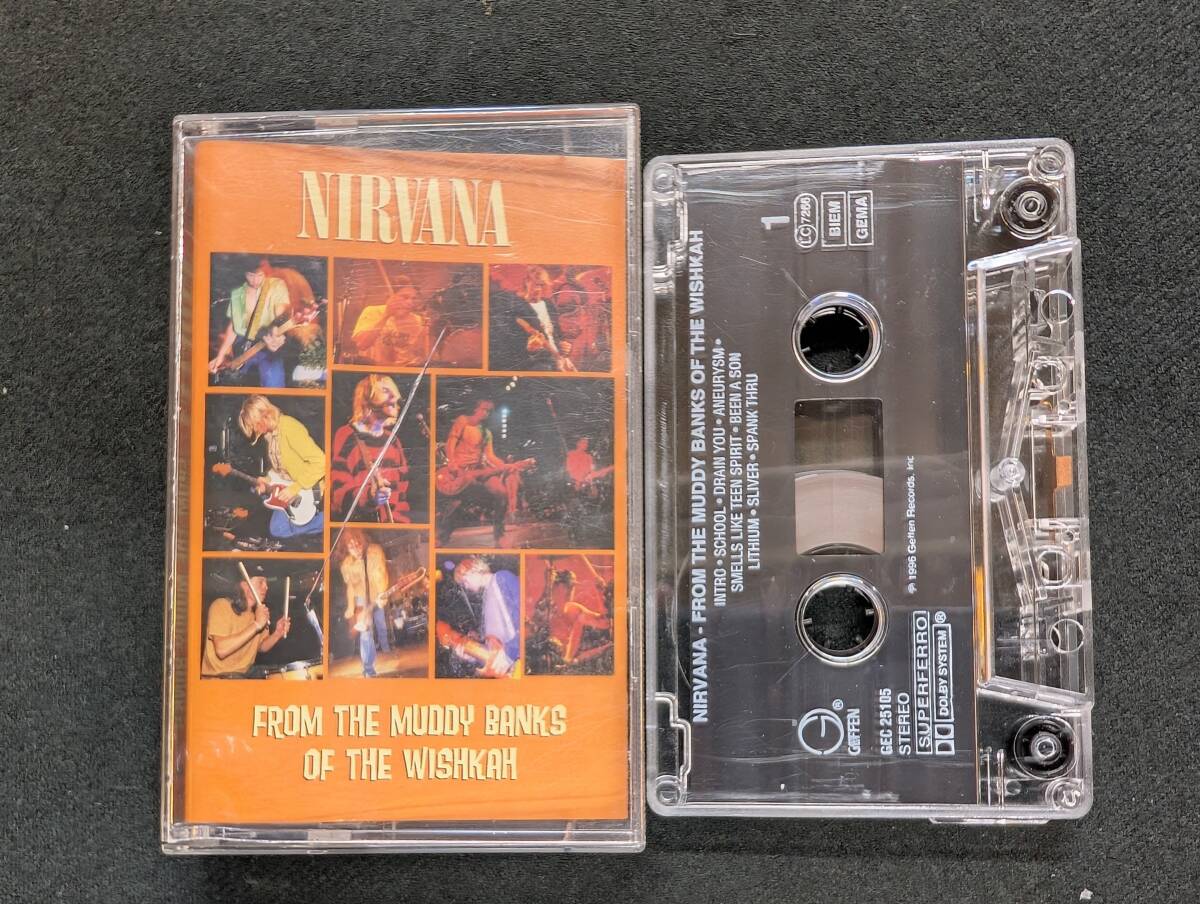 NIRVANA
FROM THE MUDDY BANKS
OF THE WISHKAH
NIRVANA - FROM THE MUDDY BANKS OF THE WISHKAH
INTRO • SCHOOL • DRAIN YOU • ANEURYSM •
SMELLS LIKE TEEN SPIRIT • BEEN A SON
LITHIUM • SLIVER • SPANK THRU
1
LC 7266
BIEM
GEMA
℗ 1996 Geffen Records, Inc
GEFFEN®
GEC 25105
STEREO
SUPERFERRO
DOLBY SYSTEM®